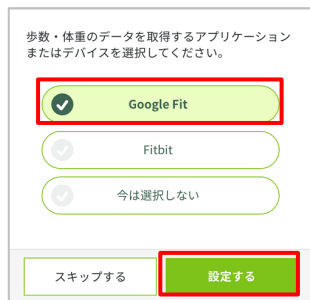 歩数・体重のデータを取得するアプリケーション
またはデバイスを選択してください。
Google Fit
Fitbit
今は選択しない
スキップする
設定する